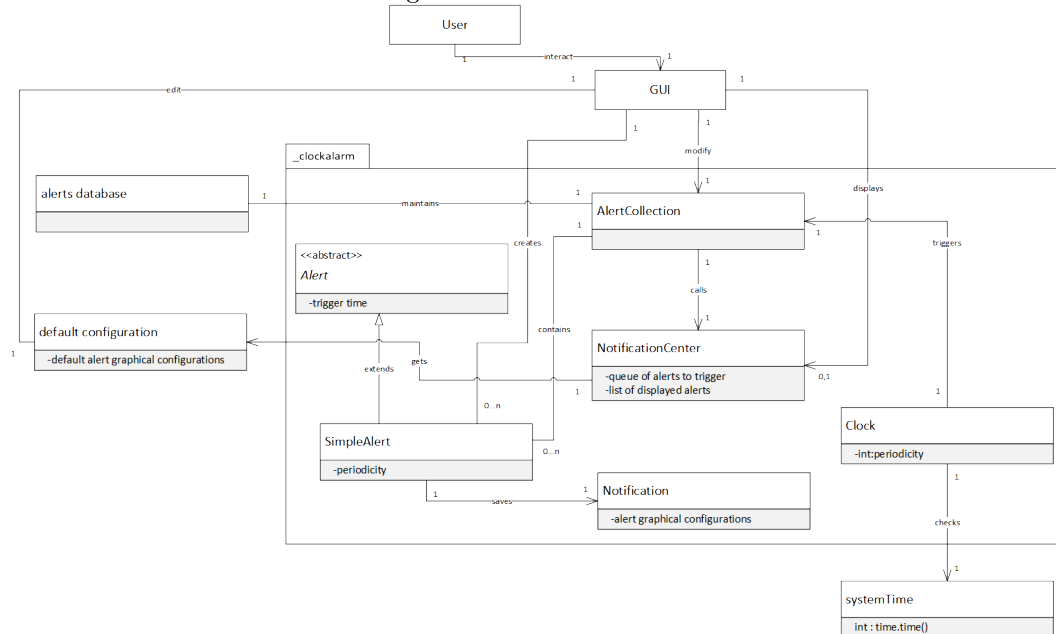 User
1
interact
1
1
GUI
1
edit
1
1
modify
_clockalarm
displays
alerts database
1
maintains
1
1
AlertCollection
1
1
creates
triggers
<<abstract>>
Alert
-trigger time
1
calls
contains
1
default configuration
-default alert graphical configurations
1
gets
extends
NotificationCenter
-queue of alerts to trigger
-list of displayed alerts
1
0,1
1
0...n
Clock
-int:periodicity
SimpleAlert
-periodicity
0...n
1
1
saves
1
Notification
-alert graphical configurations
checks
1
systemTime
int : time.time()